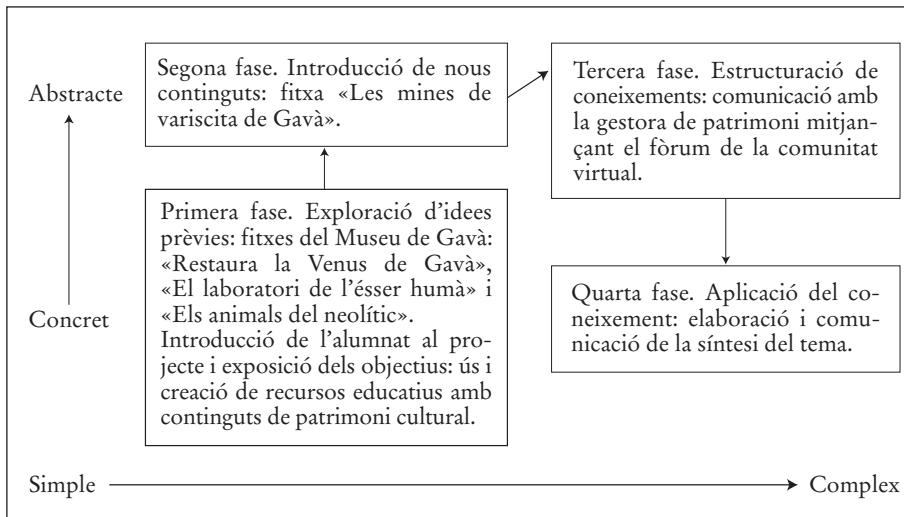 Abstracte
Segona fase. Introducció de nous
continguts: fitxa «Les mines de
variscita de Gavà».
Tercera fase. Estructuració de
coneixements: comunicació amb
la gestora de patrimoni mitjan-
çant el fòrum de la comunitat
virtual.
Concret
Primera fase. Exploració d’idees
prèvies: fitxes del Museu de Gavà:
«Restaura la Venus de Gavà»,
«El laboratori de l’ésser humà» i
«Els animals del neolític».
Introducció de l’alumnat al pro-
jecte i exposició dels objectius: ús i
creació de recursos educatius amb
continguts de patrimoni cultural.
Quarta fase. Aplicació del co-
neixement: elaboració i comu-
nicació de la síntesi del tema.
Simple
Complex